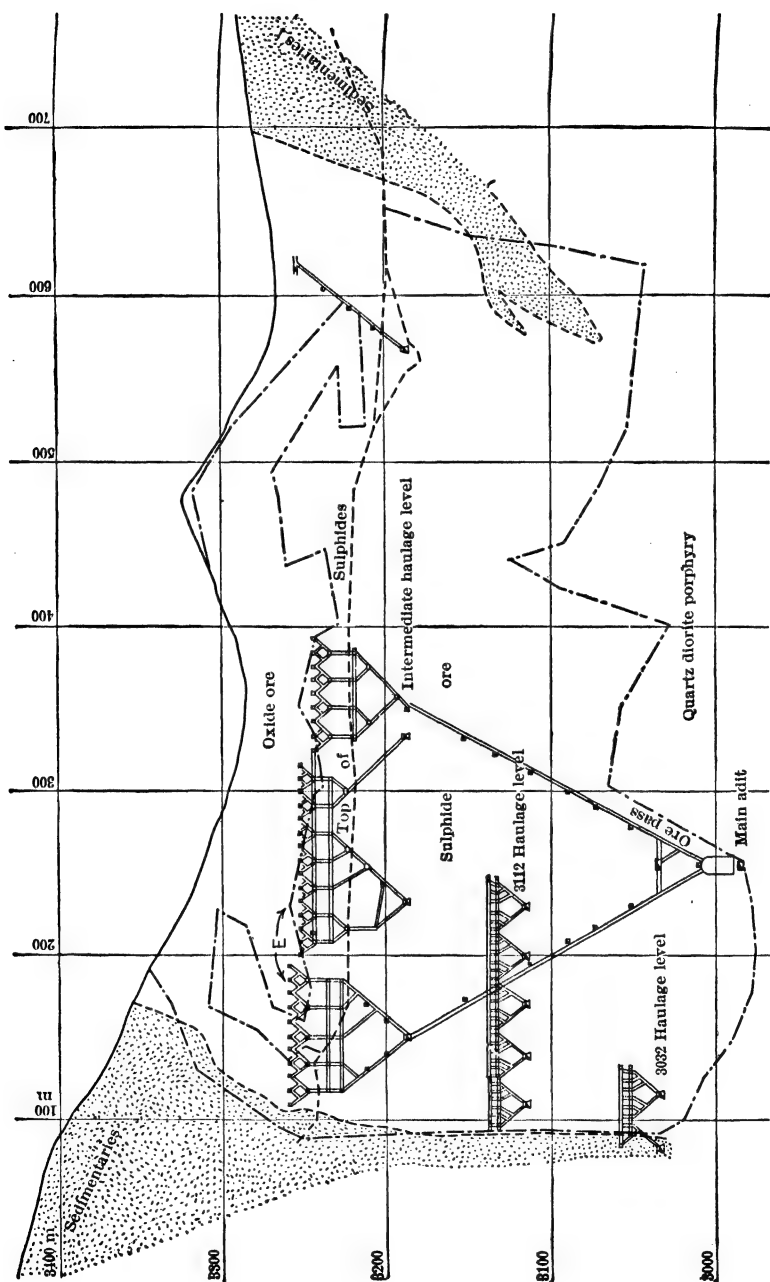 3400 m
3300
3200
3100
3000
100
m
200
300
400
500
600
700
Sedimentaries
Sedimentaries
Oxide ore
E
Top of Sulphides
Intermediate haulage level
Sulphide ore
3112 Haulage level
3032 Haulage level
Ore pass
Main adit
Quartz diorite porphyry